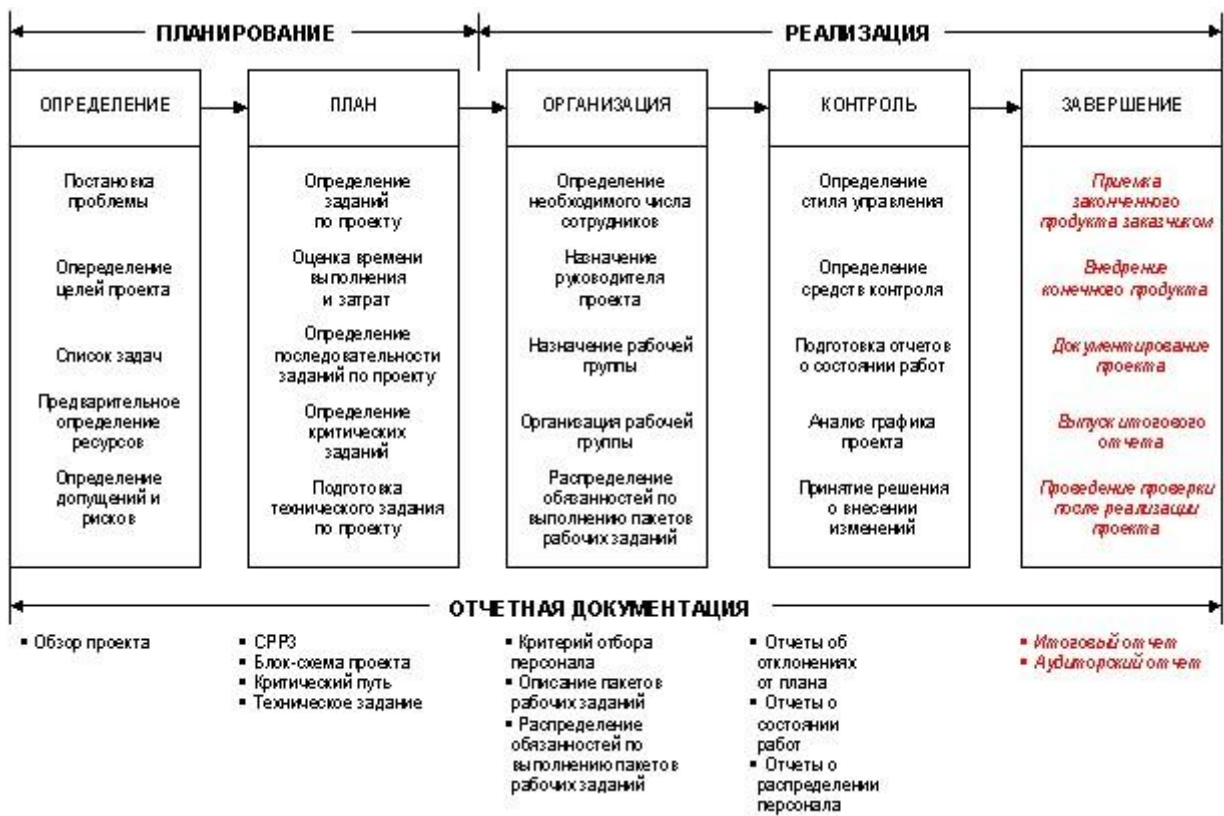 ПЛАНИРОВАНИЕ
РЕАЛИЗАЦИЯ
ОПРЕДЕЛЕНИЕ
ПЛАН
ОРГАНИЗАЦИЯ
КОНТРОЛЬ
ЗАВЕРШЕНИЕ
Постановка
проблемы
Опеределение
целей проекта
Список задач
Предварительное
определение
ресурсов
Определение
допущений и
рисков
Определение
заданий
по проекту
Оценка времени
выполнения
и затрат
Определение
последовательности
заданий по проекту
Определение
критических
заданий
Подготовка
технического задания
по проекту
Определение
необходимого числа
сотрудников
Назначение
руководителя
проекта
Назначение рабочей
группы
Организация рабочей
группы
Распределение
обязанностей по
выполнению пакетов
рабочих заданий
Определение
стиля управления
Определение
средств контроля
Подготовка отчетов
о состоянии работ
Анализ графика
проекта
Принятие решения
о внесении
изменений
Приемка
законченного
продукта заказчиком
Внедрение
конечного продукта
Документирование
проекта
Выпуск итогового
отчета
Проведение проверки
после реализации
проекта
ОТЧЕТНАЯ ДОКУМЕНТАЦИЯ
▪ Обзор проекта
▪ СРРЗ
▪ Блок-схема проекта
▪ Критический путь
▪ Техническое задание
▪ Критерий отбора
персонала
▪ Описание пакетов
рабочих заданий
▪ Распределение
обязанностей по
выполнению пакетов
рабочих заданий
▪ Отчеты об
отклонениях
от плана
▪ Отчеты о
состоянии
работ
▪ Отчеты о
распределении
персонала
▪ Итоговый отчет
▪ Аудиторский отчет